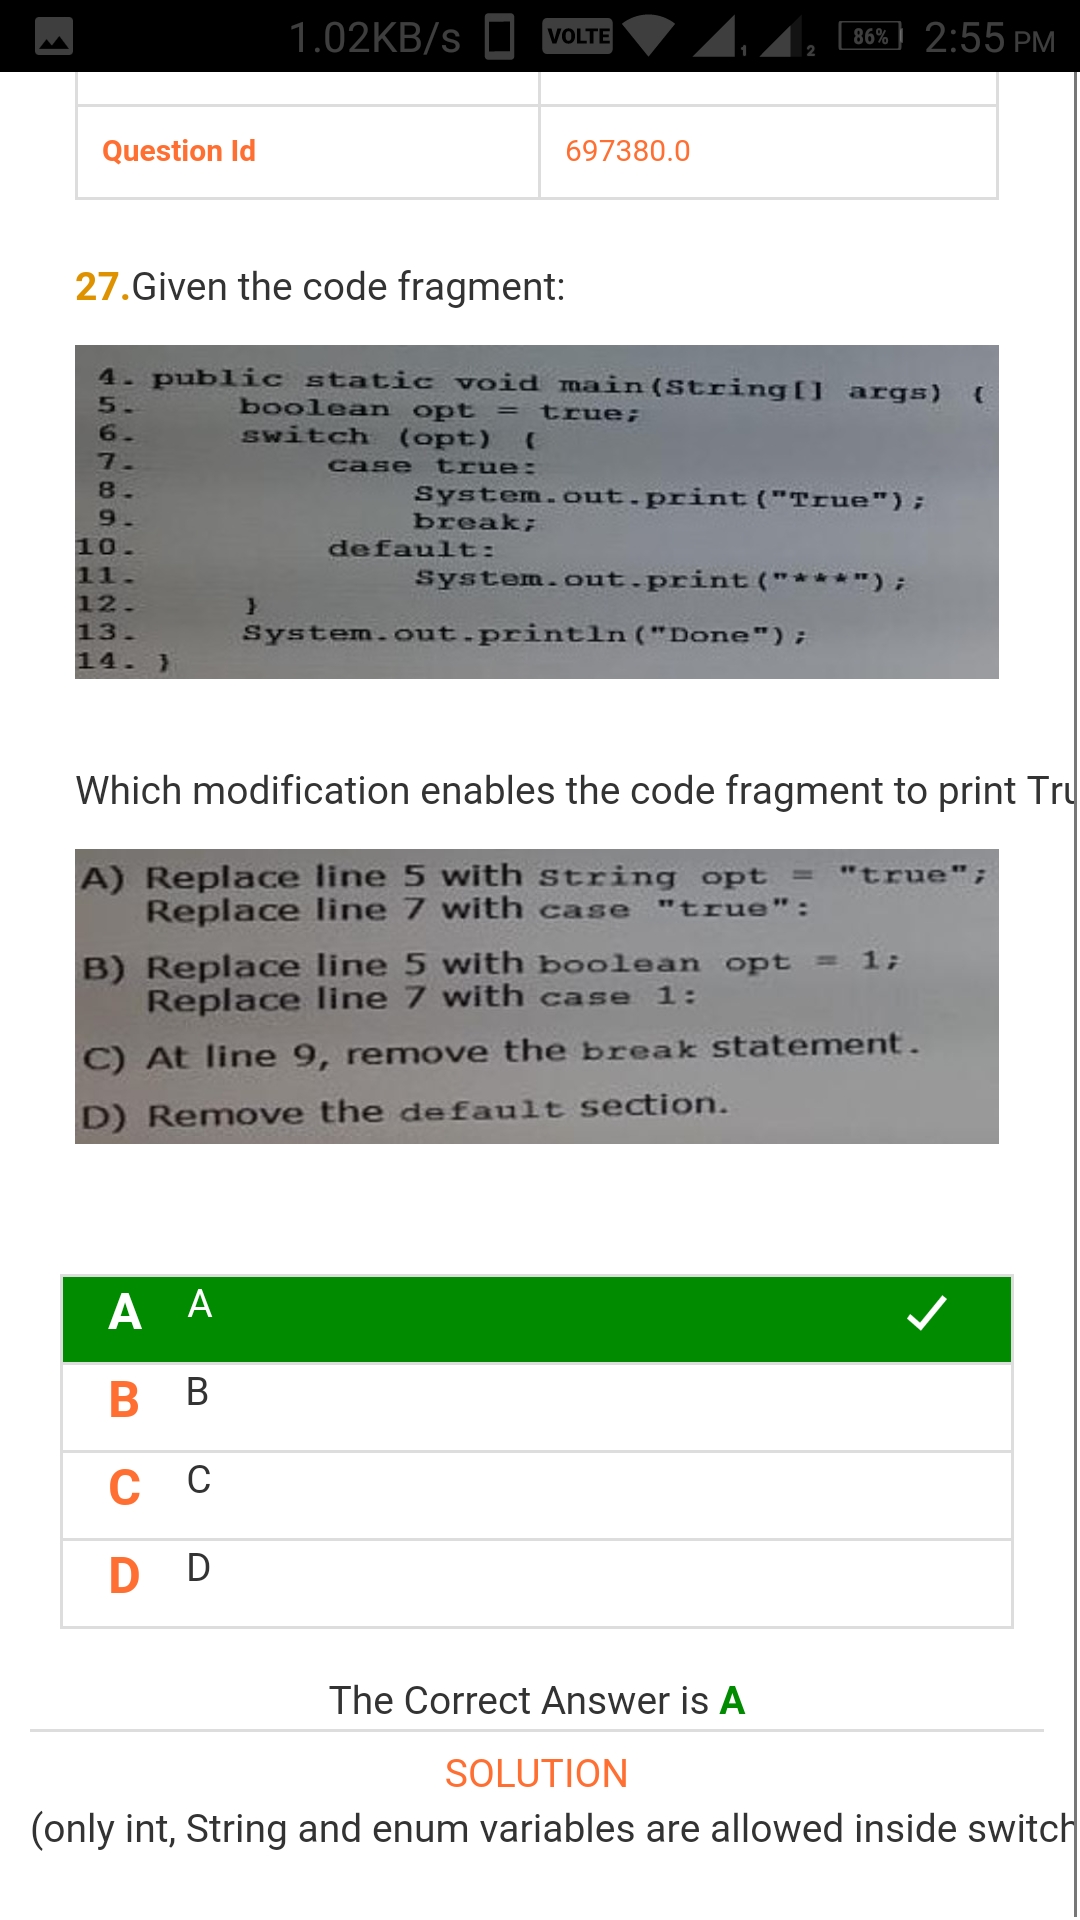 1.02KB/s VOLTE 1 2 86% 2:55 PM
Question Id 697380.0
27.Given the code fragment:
4. public static void main(String[] args) {
5. boolean opt = true;
6. switch (opt) {
7. case true:
8. System.out.print("True");
9. break;
10. default:
11. System.out.print("***");
12. }
13. System.out.println("Done");
14. }
Which modification enables the code fragment to print Tru
A) Replace line 5 with String opt = "true";
Replace line 7 with case "true":
B) Replace line 5 with boolean opt = 1;
Replace line 7 with case 1:
C) At line 9, remove the break statement.
D) Remove the default section.
A A
B B
C C
D D
The Correct Answer is A
SOLUTION
(only int, String and enum variables are allowed inside switch